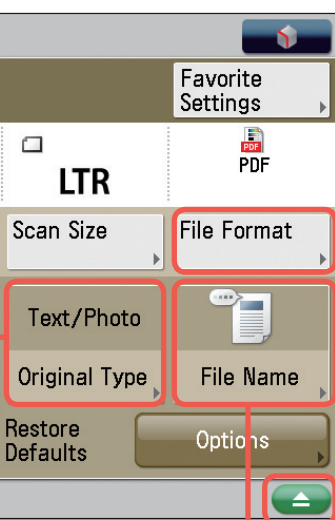 Favorite
Settings
LTR
PDF
PDF
Scan Size
File Format
Text/Photo
Original Type
File Name
Restore
Defaults
Options